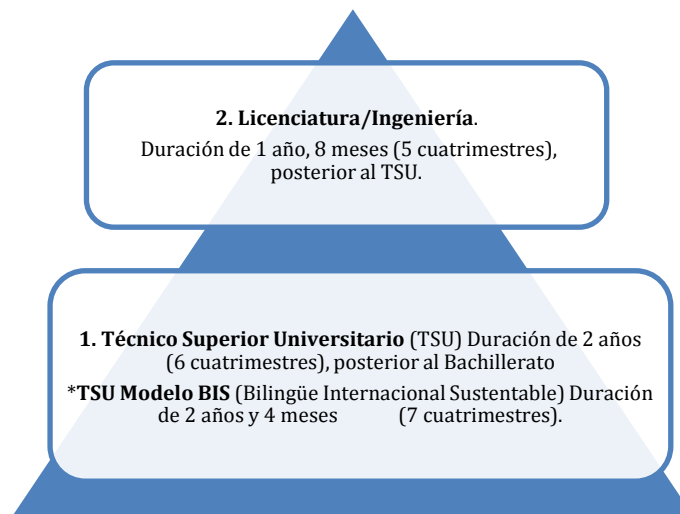 2. Licenciatura/Ingeniería.
Duración de 1 año, 8 meses (5 cuatrimestres),
posterior al TSU.
1. Técnico Superior Universitario (TSU) Duración de 2 años
(6 cuatrimestres), posterior al Bachillerato
*TSU Modelo BIS (Bilingüe Internacional Sustentable) Duración
de 2 años y 4 meses (7 cuatrimestres).